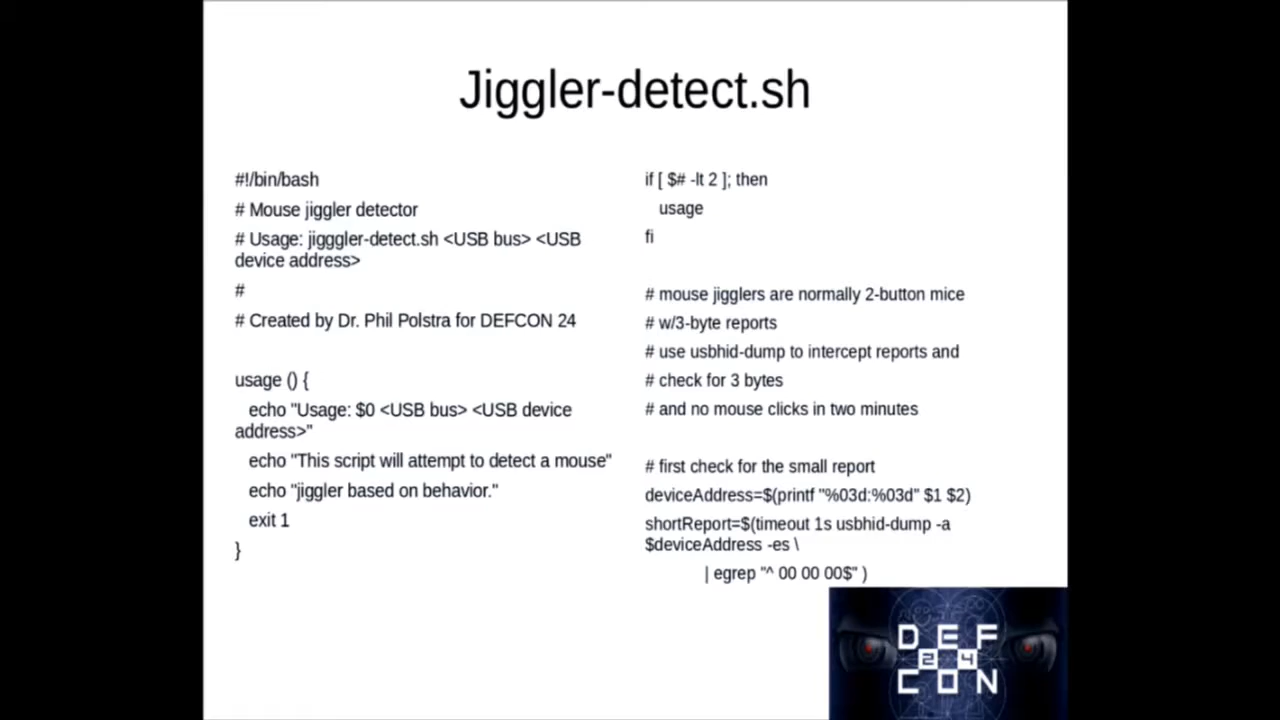 Jiggler-detect.sh
#!/bin/bash
# Mouse jiggler detector
# Usage: jigggler-detect.sh <USB bus> <USB
device address>
#
# Created by Dr. Phil Polstra for DEFCON 24
usage () {
echo "Usage: $0 <USB bus> <USB device
address>"
echo "This script will attempt to detect a mouse"
echo "jiggler based on behavior."
exit 1
}
if [ $# -lt 2 ]; then
usage
fi
# mouse jigglers are normally 2-button mice
# w/3-byte reports
# use usbhid-dump to intercept reports and
# check for 3 bytes
# and no mouse clicks in two minutes
# first check for the small report
deviceAddress=$(printf "%03d:%03d" $1 $2)
shortReport=$(timeout 1s usbhid-dump -a
$deviceAddress -es \
| egrep "^ 00 00 00$" )
DEF
24
CON